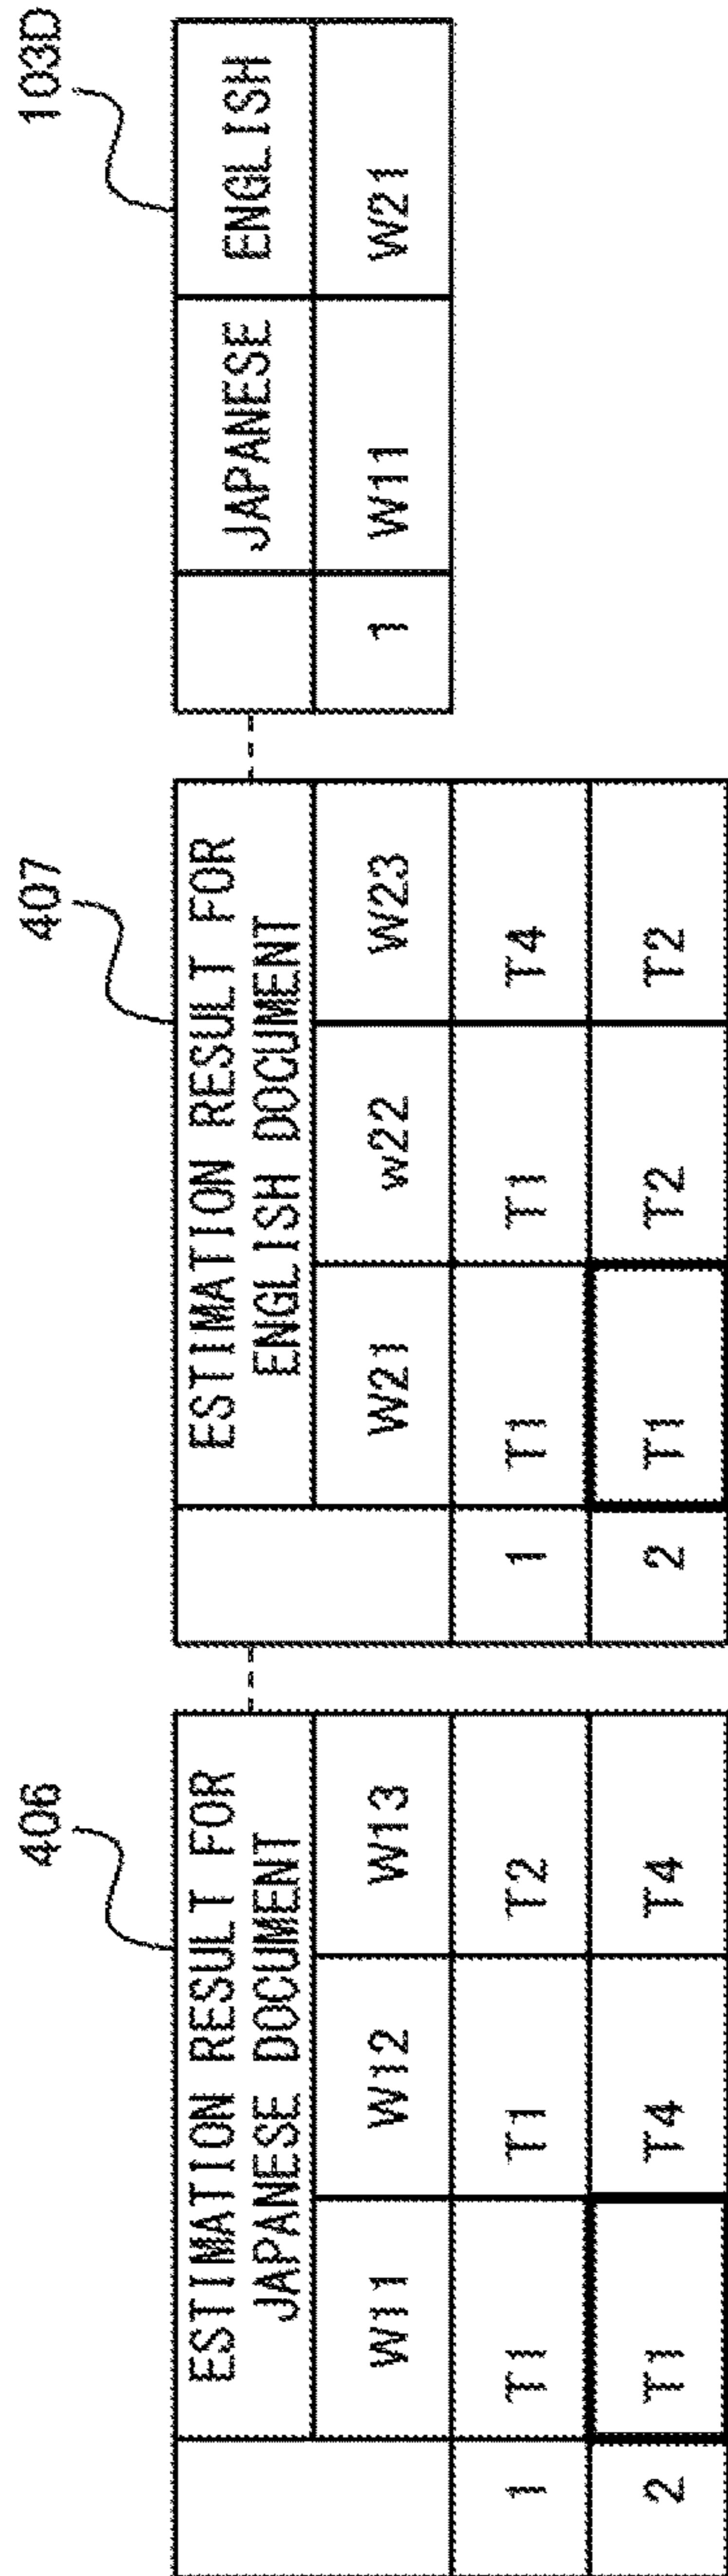 406
ESTIMATION RESULT FOR
JAPANESE DOCUMENT
W11 W12 W13
1 T1 T1 T2
2 T1 T4 T4
407
ESTIMATION RESULT FOR
ENGLISH DOCUMENT
W21 w22 W23
1 T1 T1 T4
2 T1 T2 T2
103D
JAPANESE ENGLISH
1 W11 W21